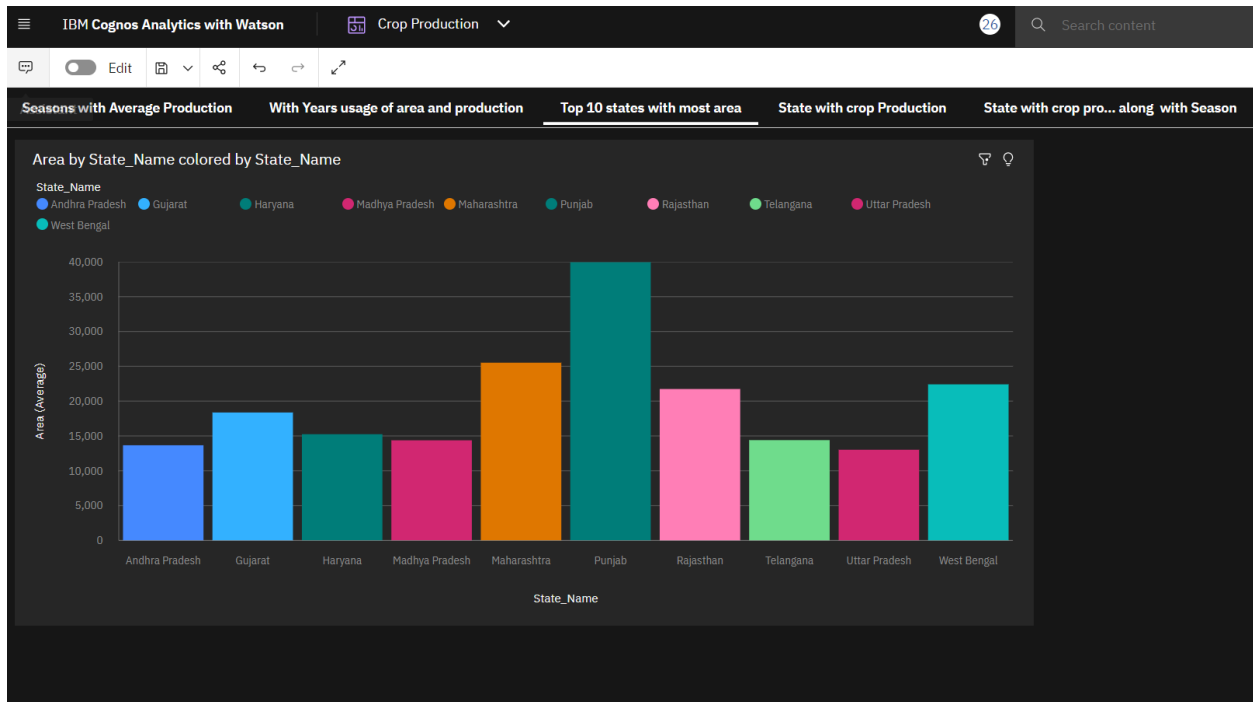 IBM Cognos Analytics with Watson
Crop Production
26
Search content
Edit
Seasons with Average Production
With Years usage of area and production
Top 10 states with most area
State with crop Production
State with crop pro... along with Season
Area by State_Name colored by State_Name
State_Name
Andhra Pradesh Gujarat Haryana Madhya Pradesh Maharashtra Punjab Rajasthan Telangana Uttar Pradesh
West Bengal
40,000
35,000
30,000
25,000
20,000
15,000
10,000
5,000
0
Area (Average)
Andhra Pradesh Gujarat Haryana Madhya Pradesh Maharashtra Punjab Rajasthan Telangana Uttar Pradesh West Bengal
State_Name